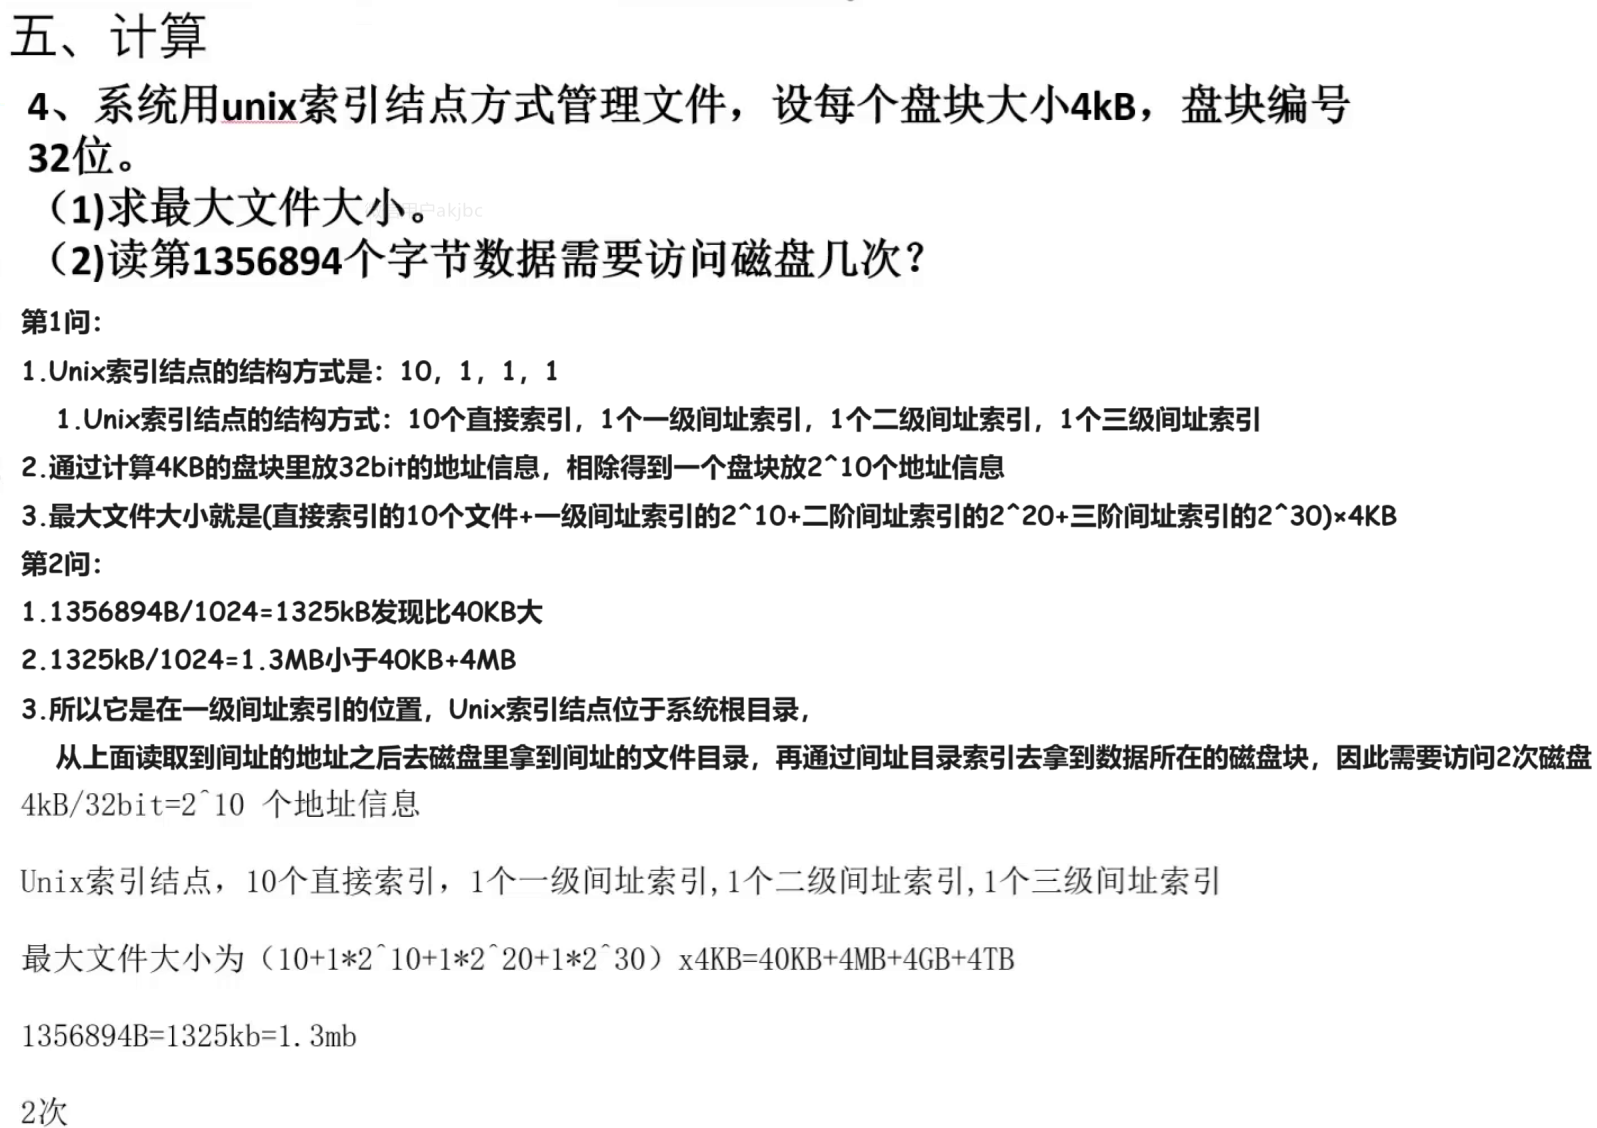 五、计算
4、系统用unix索引结点方式管理文件，设每个盘块大小4kB，盘块编号
32位。
（1)求最大文件大小。
（2)读第1356894个字节数据需要访问磁盘几次？
第1问：
1.Unix索引结点的结构方式是：10，1，1，1
1.Unix索引结点的结构方式：10个直接索引，1个一级间址索引，1个二级间址索引，1个三级间址索引
2.通过计算4KB的盘块里放32bit的地址信息，相除得到一个盘块放2^10个地址信息
3.最大文件大小就是(直接索引的10个文件+一级间址索引的2^10+二阶间址索引的2^20+三阶间址索引的2^30)×4KB
第2问：
1.1356894B/1024=1325kB发现比40KB大
2.1325kB/1024=1.3MB小于40KB+4MB
3.所以它是在一级间址索引的位置，Unix索引结点位于系统根目录，
从上面读取到间址的地址之后去磁盘里拿到间址的文件目录，再通过间址目录索引去拿到数据所在的磁盘块，因此需要访问2次磁盘
4kB/32bit=2^10 个地址信息
Unix索引结点，10个直接索引，1个一级间址索引,1个二级间址索引,1个三级间址索引
最大文件大小为（10+1*2^10+1*2^20+1*2^30）x4KB=40KB+4MB+4GB+4TB
1356894B=1325kb=1.3mb
2次